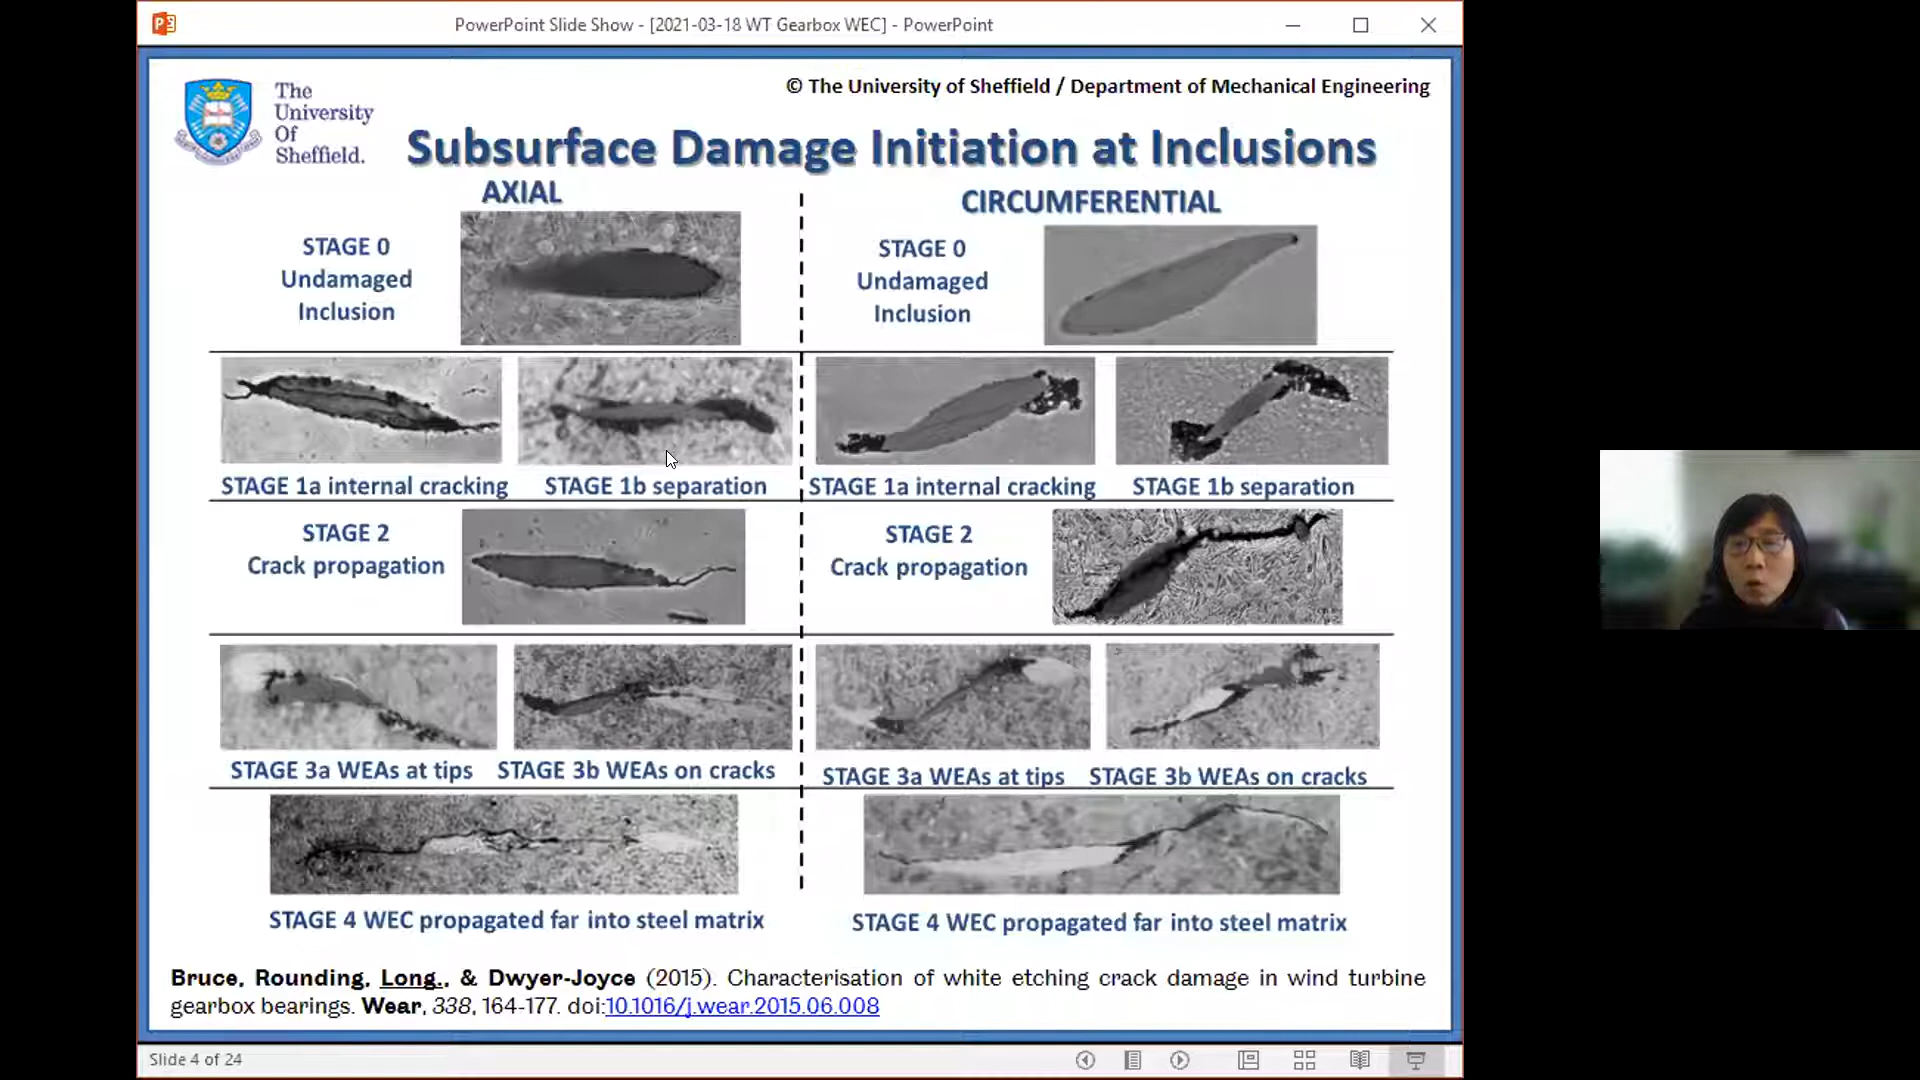 PowerPoint Slide Show - [2021-03-18 WT Gearbox WEC] - PowerPoint
© The University of Sheffield / Department of Mechanical Engineering
The
University
Of
Sheffield.
Subsurface Damage Initiation at Inclusions
AXIAL
STAGE 0
Undamaged
Inclusion
STAGE 1a internal cracking
STAGE 1b separation
STAGE 2
Crack propagation
STAGE 3a WEAs at tips
STAGE 3b WEAs on cracks
STAGE 4 WEC propagated far into steel matrix
CIRCUMFERENTIAL
STAGE 0
Undamaged
Inclusion
STAGE 1a internal cracking
STAGE 1b separation
STAGE 2
Crack propagation
STAGE 3a WEAs at tips
STAGE 3b WEAs on cracks
STAGE 4 WEC propagated far into steel matrix
Bruce, Rounding, Long., & Dwyer-Joyce (2015). Characterisation of white etching crack damage in wind turbine
gearbox bearings. Wear, 338, 164-177. doi:10.1016/j.wear.2015.06.008
Slide 4 of 24